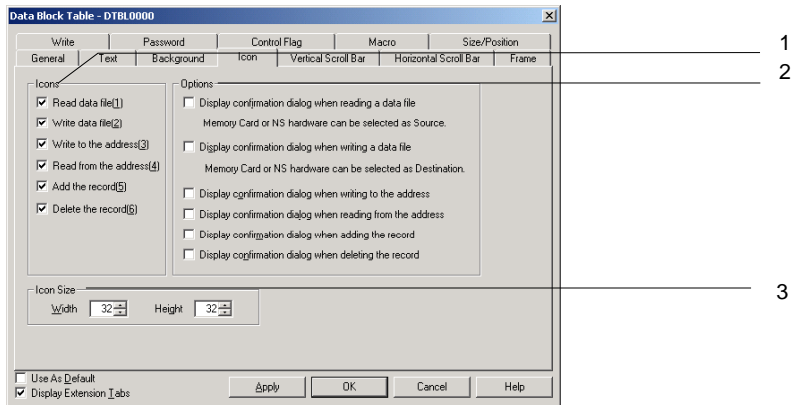 Data Block Table - DTBL0000
Write Password Control Flag Macro Size/Position
General Text Background Icon Vertical Scroll Bar Horizontal Scroll Bar Frame
1
2
Icons
Read data file(1)
Write data file(2)
Write to the address(3)
Read from the address(4)
Add the record(5)
Delete the record(6)
Options
Display confirmation dialog when reading a data file
Memory Card or NS hardware can be selected as Source.
Display confirmation dialog when writing a data file
Memory Card or NS hardware can be selected as Destination.
Display confirmation dialog when writing to the address
Display confirmation dialog when reading from the address
Display confirmation dialog when adding the record
Display confirmation dialog when deleting the record
Icon Size
3
Width 32 Height 32
Use As Default
Display Extension Tabs
Apply OK Cancel Help